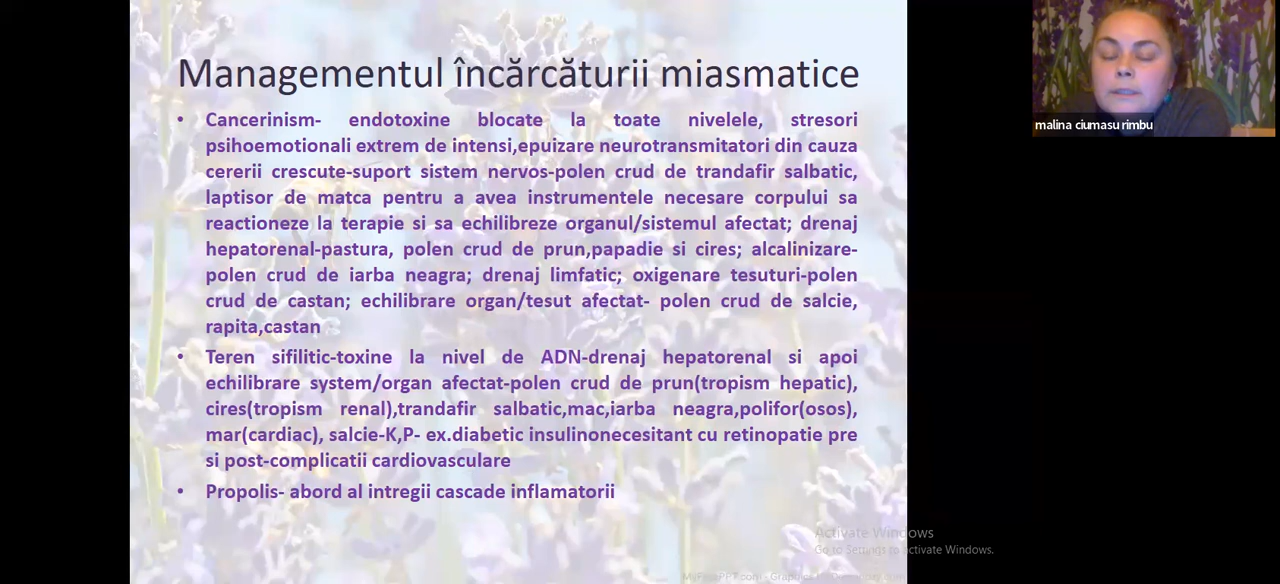 Managementul încărcăturii miasmatice
• Cancerinism- endotoxine blocate la toate nivelele, stresori
psihoemotionali extrem de intensi,epuizare neurotransmitatori din cauza
cererii crescute-suport sistem nervos-polen crud de trandafir salbatic,
laptisor de matca pentru a avea instrumentele necesare corpului sa
reactioneze la terapie si sa echilibreze organul/sistemul afectat; drenaj
hepatorenal-pastura, polen crud de prun,papadie si cires; alcalinizare-
polen crud de iarba neagra; drenaj limfatic; oxigenare tesuturi-polen
crud de castan; echilibrare organ/tesut afectat- polen crud de salcie,
rapita,castan
• Teren sifilitic-toxine la nivel de ADN-drenaj hepatorenal si apoi
echilibrare system/organ afectat-polen crud de prun(tropism hepatic),
cires(tropism renal),trandafir salbatic,mac,iarba neagra,polifor(osos),
mar(cardiac), salcie-K,P- ex.diabetic insulinonecesitant cu retinopatie pre
si post-complicatii cardiovasculare
• Propolis- abord al intregii cascade inflamatorii
malina ciumasu rimbu
Activate Windows
Go to Settings to activate Windows.